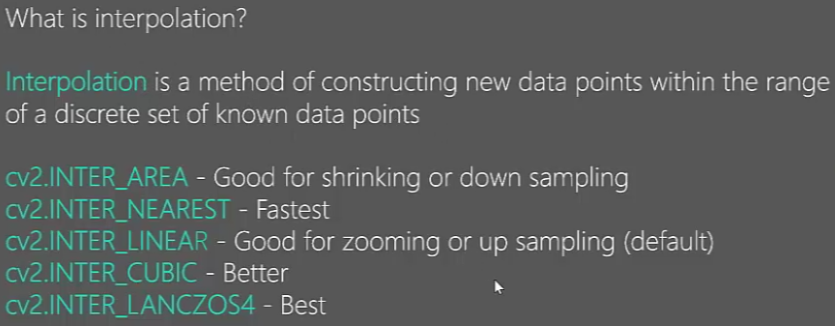 What is interpolation?
Interpolation is a method of constructing new data points within the range
of a discrete set of known data points
cv2.INTER_AREA - Good for shrinking or down sampling
cv2.INTER_NEAREST - Fastest
cv2.INTER_LINEAR - Good for zooming or up sampling (default)
cv2.INTER_CUBIC - Better
cv2.INTER_LANCZOS4 - Best